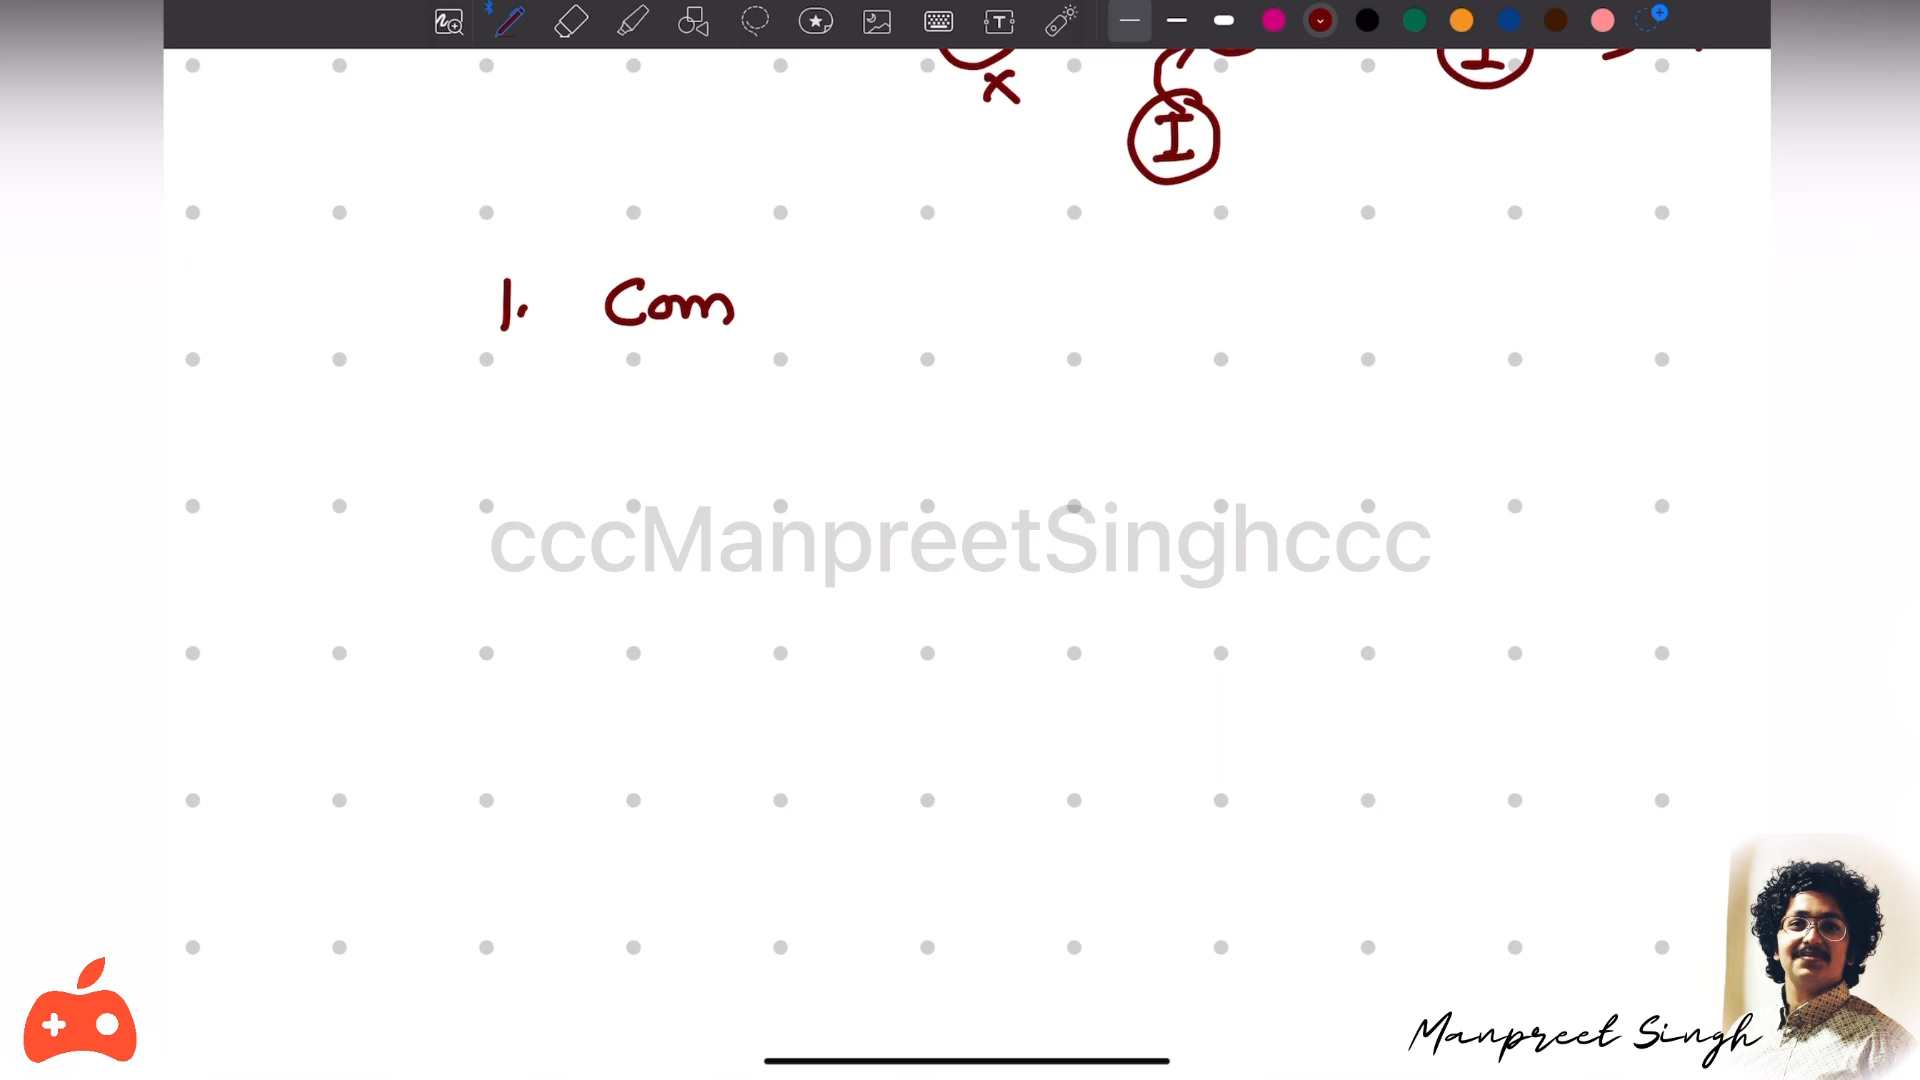 x
I
I
1. Com
cccManpreetSinghccc
Manpreet Singh